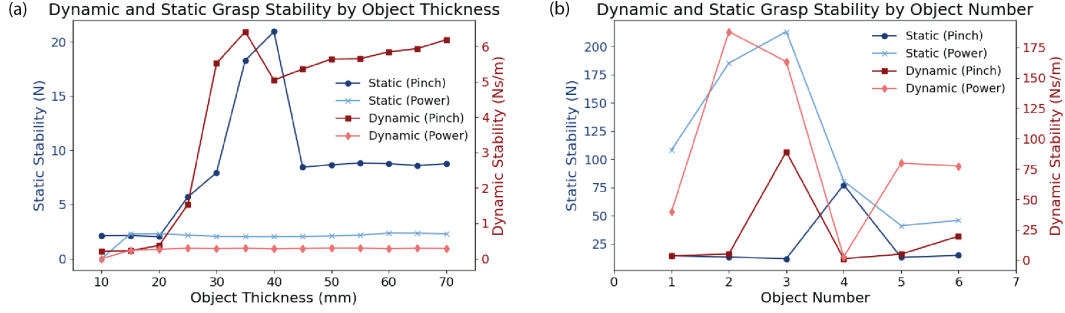 (a) Dynamic and Static Grasp Stability by Object Thickness
Static Stability (N)
20
15
10
5
0
Static (Pinch)
Static (Power)
Dynamic (Pinch)
Dynamic (Power)
6
5
4
3
2
1
0
Dynamic Stability (Ns/m)
10 20 30 40 50 60 70
Object Thickness (mm)
(b) Dynamic and Static Grasp Stability by Object Number
Static Stability (N)
200
175
150
125
100
75
50
25
Static (Pinch)
Static (Power)
Dynamic (Pinch)
Dynamic (Power)
175
150
125
100
75
50
25
0
Dynamic Stability (Ns/m)
0 1 2 3 4 5 6 7
Object Number